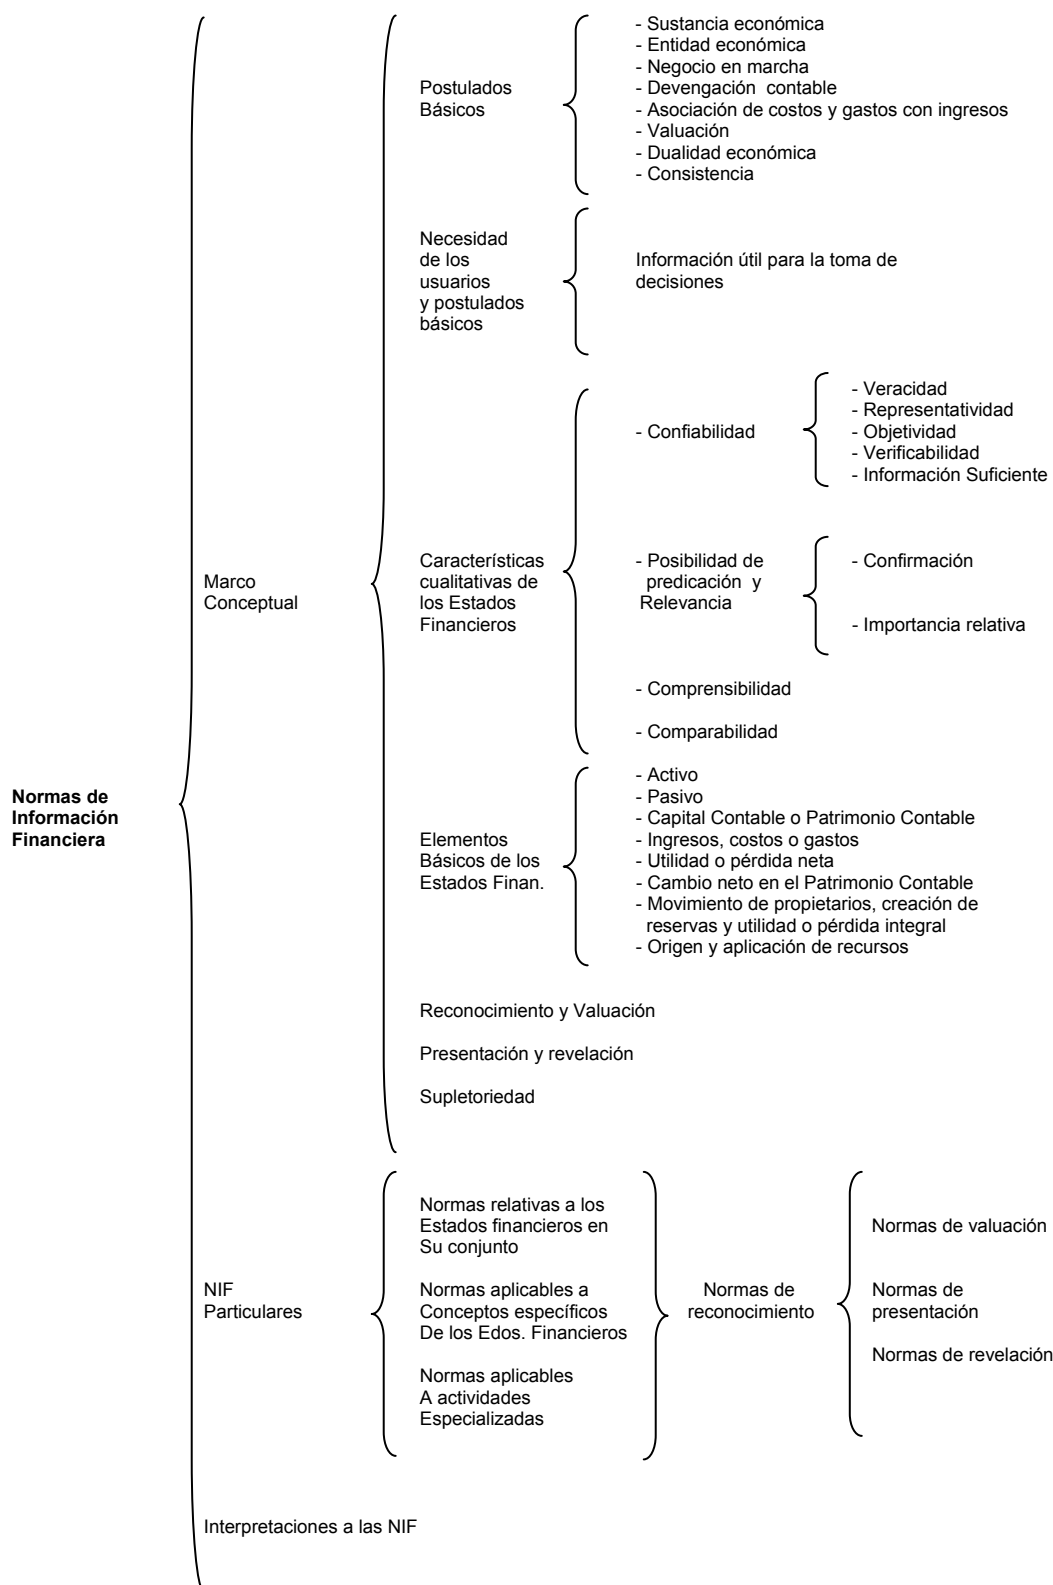 - Sustancia económica
- Entidad económica
- Negocio en marcha
- Devengación  contable
- Asociación de costos y gastos con ingresos
- Valuación
- Dualidad económica
- Consistencia
Postulados
Básicos
Necesidad
de los
usuarios
y postulados
básicos
Información útil para la toma de
decisiones
- Confiabilidad
- Veracidad
- Representatividad
- Objetividad
- Verificabilidad
- Información Suficiente
Características
cualitativas de
los Estados
Financieros
- Posibilidad de
predicación  y
Relevancia
- Confirmación
- Importancia relativa
- Comprensibilidad
- Comparabilidad
Marco
Conceptual
Normas de
Información
Financiera
Elementos
Básicos de los
Estados Finan.
- Activo
- Pasivo
- Capital Contable o Patrimonio Contable
- Ingresos, costos o gastos
- Utilidad o pérdida neta
- Cambio neto en el Patrimonio Contable
- Movimiento de propietarios, creación de
reservas y utilidad o pérdida integral
- Origen y aplicación de recursos
Reconocimiento y Valuación
Presentación y revelación
Supletoriedad
NIF
Particulares
Normas relativas a los
Estados financieros en
Su conjunto
Normas aplicables a
Conceptos específicos
De los Edos. Financieros
Normas aplicables
A actividades
Especializadas
Normas de
reconocimiento
Normas de valuación
Normas de
presentación
Normas de revelación
Interpretaciones a las NIF